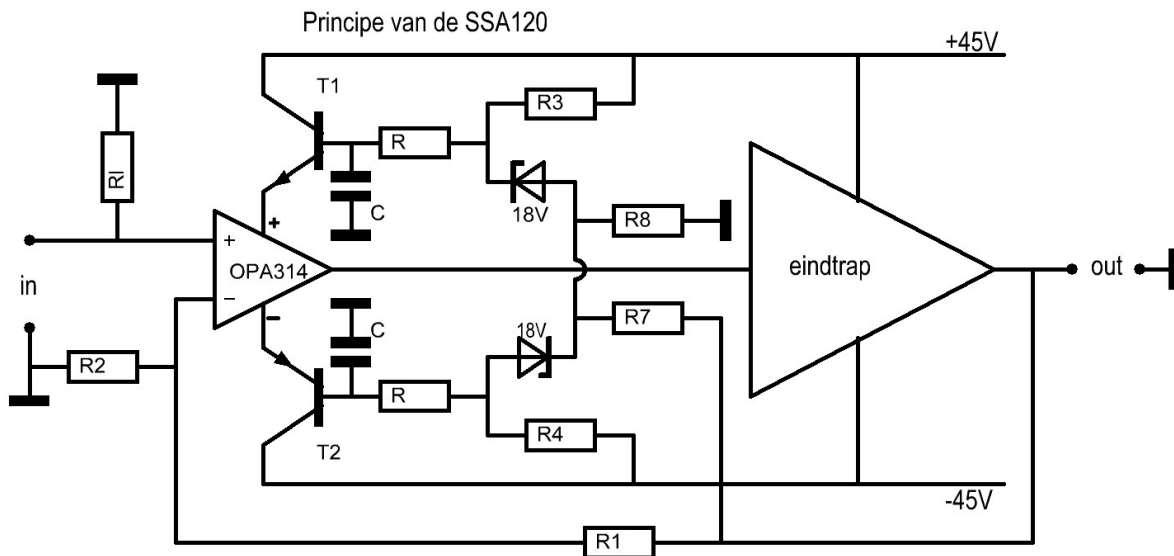 Principe van de SSA120
+45V
T1
R3
RI
R
C
18V
R8
+
+
OPA314
eindtrap
out
in
−
−
C
18V
R7
R2
R
R4
T2
-45V
R1